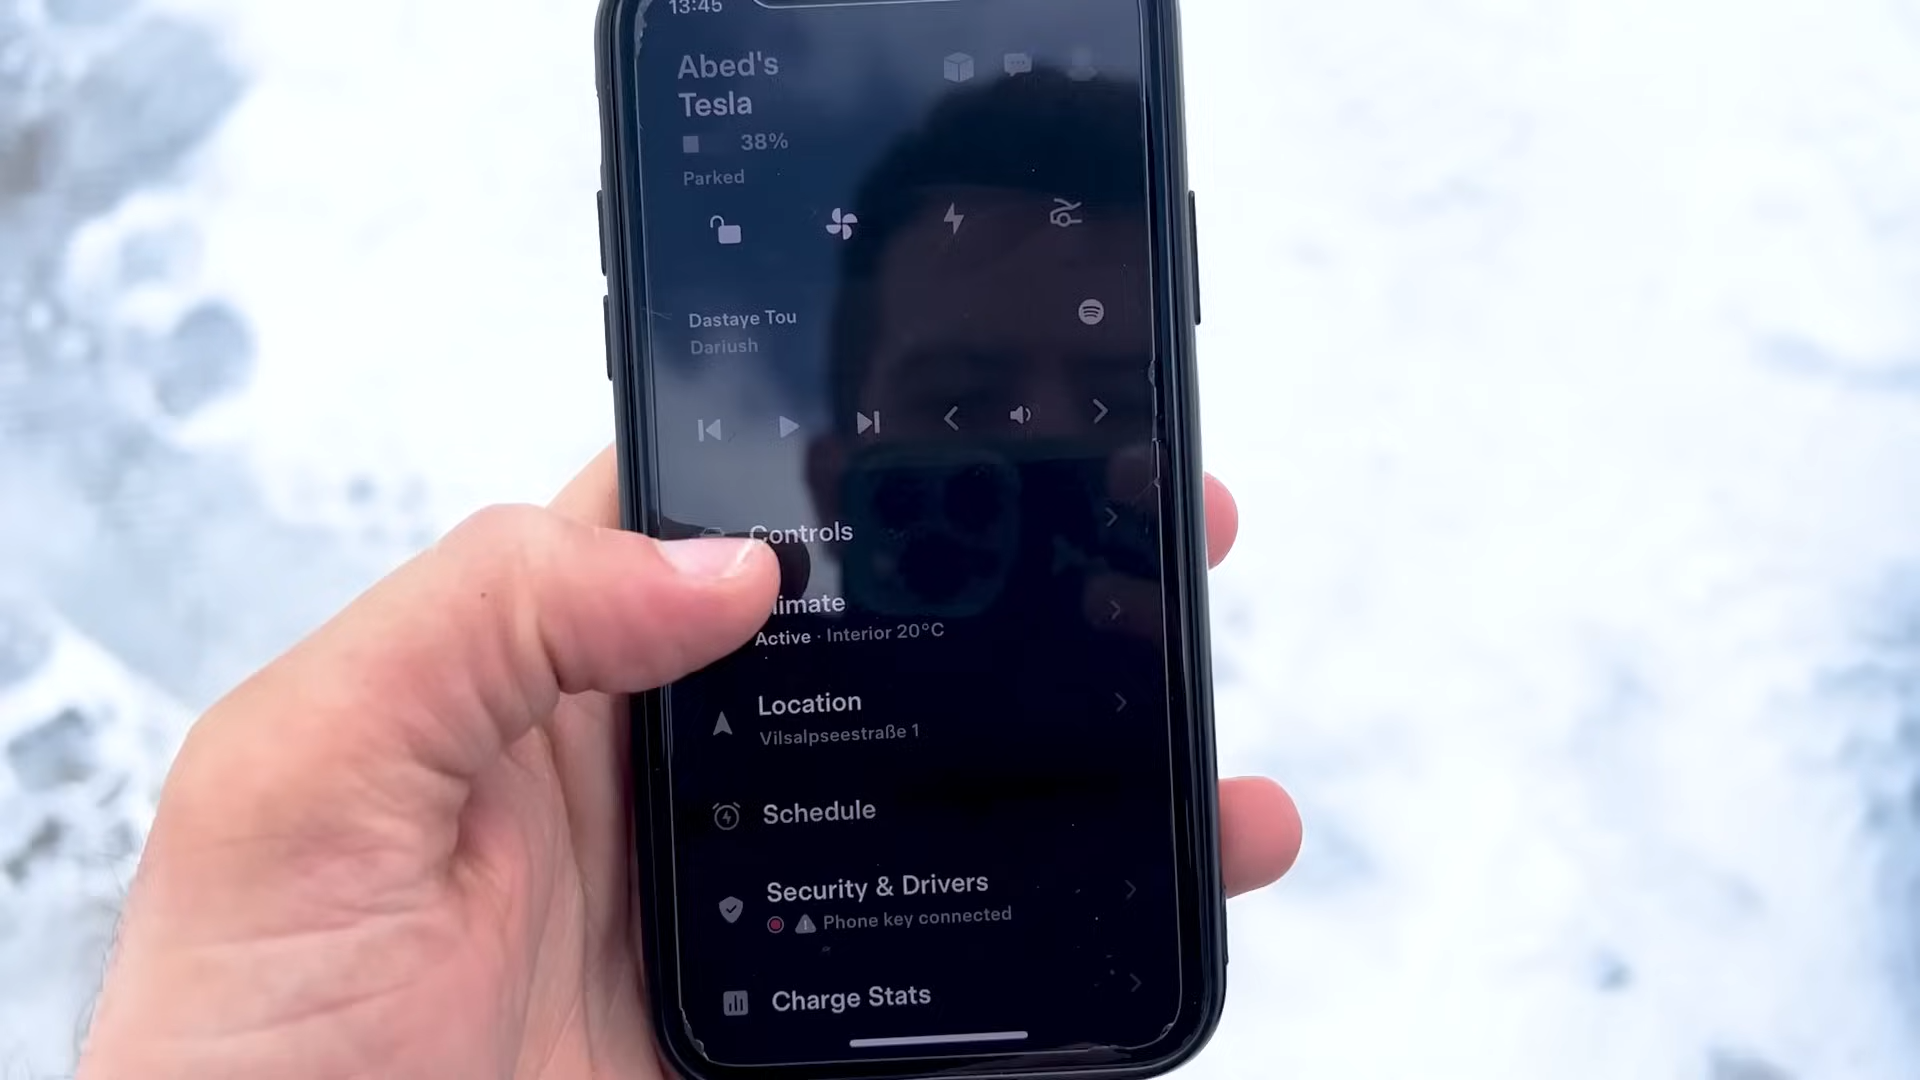 13:45
Abed's
Tesla
38%
Parked
Dastaye Tou
Dariush
Controls
limate
Active · Interior 20°C
Location
Vilsalpseestraße 1
Schedule
Security & Drivers
Phone key connected
Charge Stats